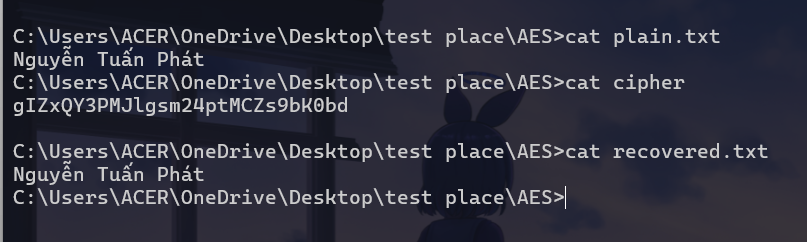 C:\Users\ACER\OneDrive\Desktop\test place\AES>cat plain.txt
Nguyễn Tuấn Phát
C:\Users\ACER\OneDrive\Desktop\test place\AES>cat cipher
gIZxQY3PMJlgsm24ptMCZs9bK0bd
C:\Users\ACER\OneDrive\Desktop\test place\AES>cat recovered.txt
Nguyễn Tuấn Phát
C:\Users\ACER\OneDrive\Desktop\test place\AES>